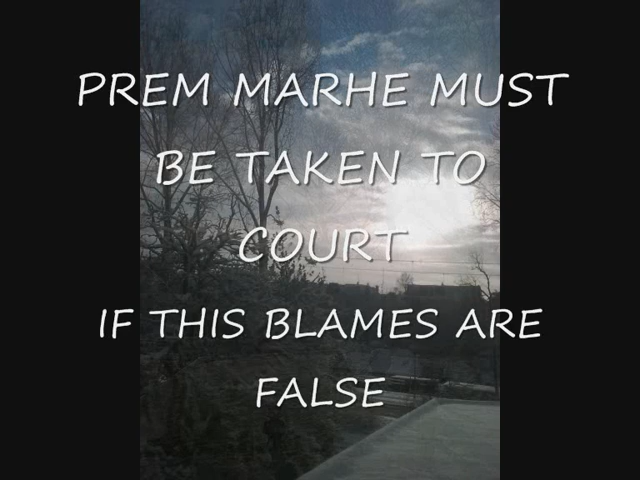 PREM MARHE MUST
BE TAKEN TO
COURT
IF THIS BLAMES ARE
FALSE